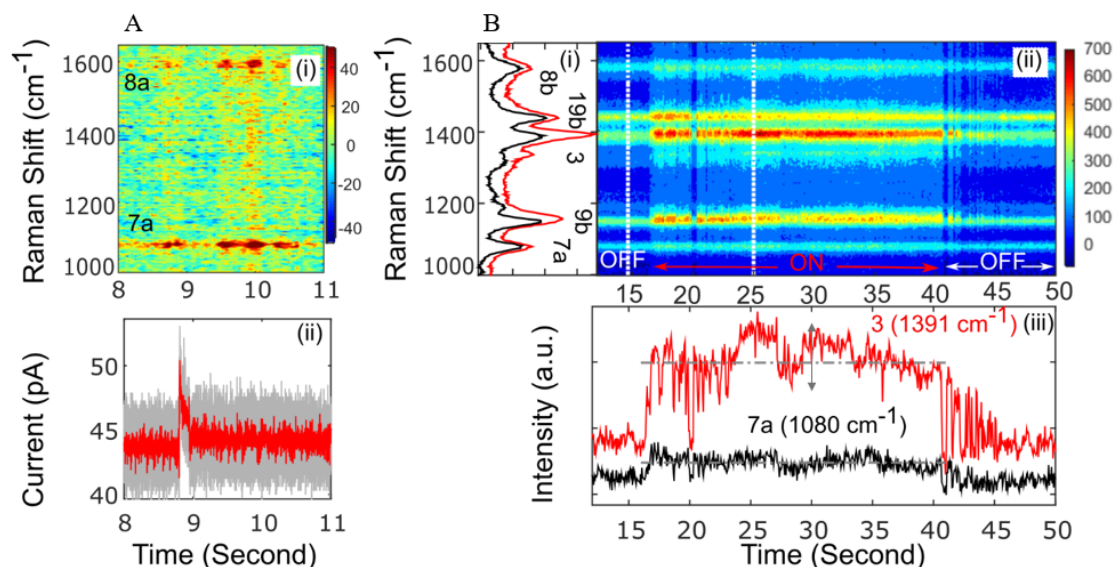 A
B
Raman Shift (cm⁻¹)
1600
1400
1200
1000
8a
7a
(i)
40
20
0
-20
-40
8 9 10 11
Raman Shift (cm⁻¹)
1600
1400
1200
1000
(i)
8b
19b
3
9b
7a
(ii)
OFF
ON
OFF
700
600
500
400
300
200
100
0
15 20 25 30 35 40 45 50
Current (pA)
50
45
40
(ii)
8 9 10 11
Time (Second)
Intensity (a.u.)
3 (1391 cm⁻¹)
(iii)
7a (1080 cm⁻¹)
15 20 25 30 35 40 45 50
Time (Second)